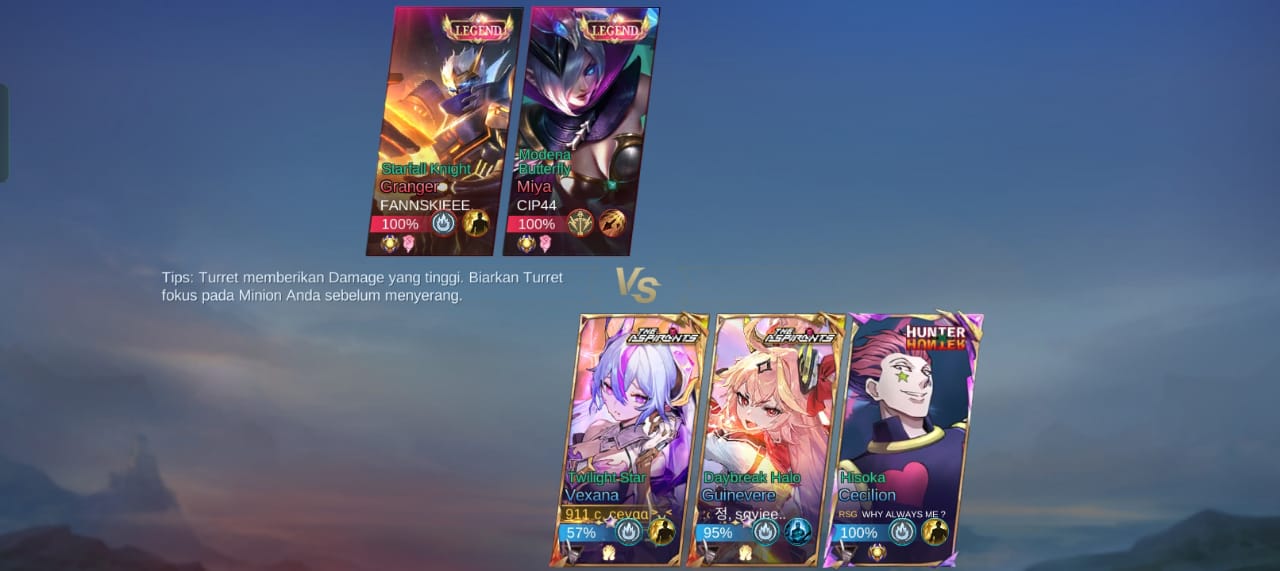 LEGEND
Starfall Knight
Granger
FANNSKIEEE.
100%
LEGEND
Modena
Butterfly
Miya
CIP44
100%
Tips: Turret memberikan Damage yang tinggi. Biarkan Turret
fokus pada Minion Anda sebelum menyerang.
VS
THE ASPIRANTS
Twilight Star
Vexana
57%
THE ASPIRANTS
Daybreak Halo
Guinevere
95%
HUNTER
HUNTER
Hisoka
Cecilion
RSG WHY ALWAYS ME ?
100%